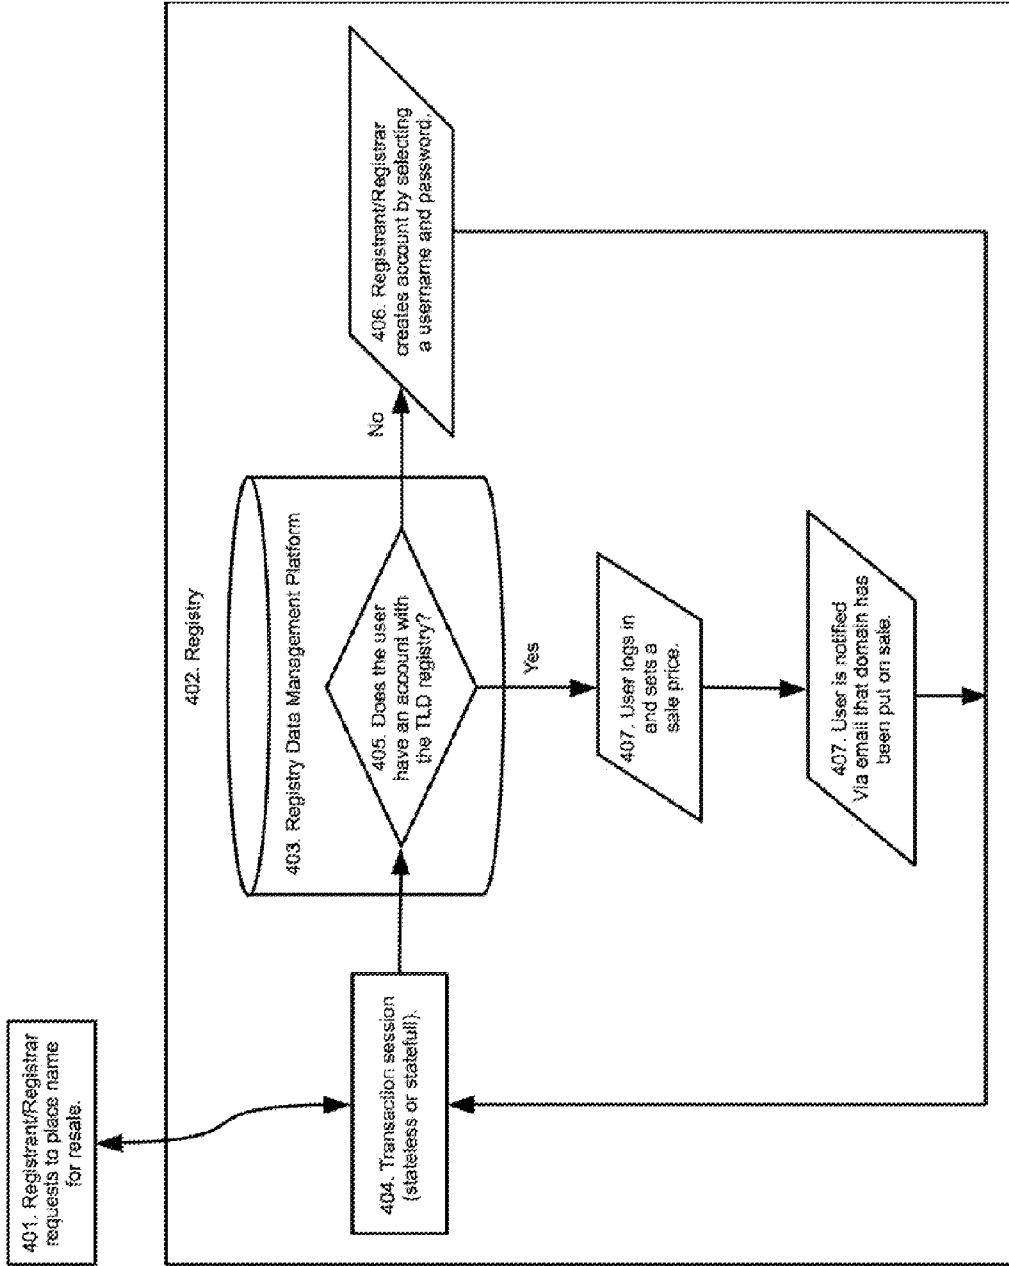 401. Registrant/Registrar
requests to place name
for resale.
402. Registry
403. Registry Data Management Platform
404. Transaction session
(stateless or statefull).
405. Does the user
have an account with
the TLD registry?
No
406. Registrant/Registrar
creates account by selecting
a username and password.
Yes
407. User logs in
and sets a
sale price.
407. User is notified
Via email that domain has
been put on sale.